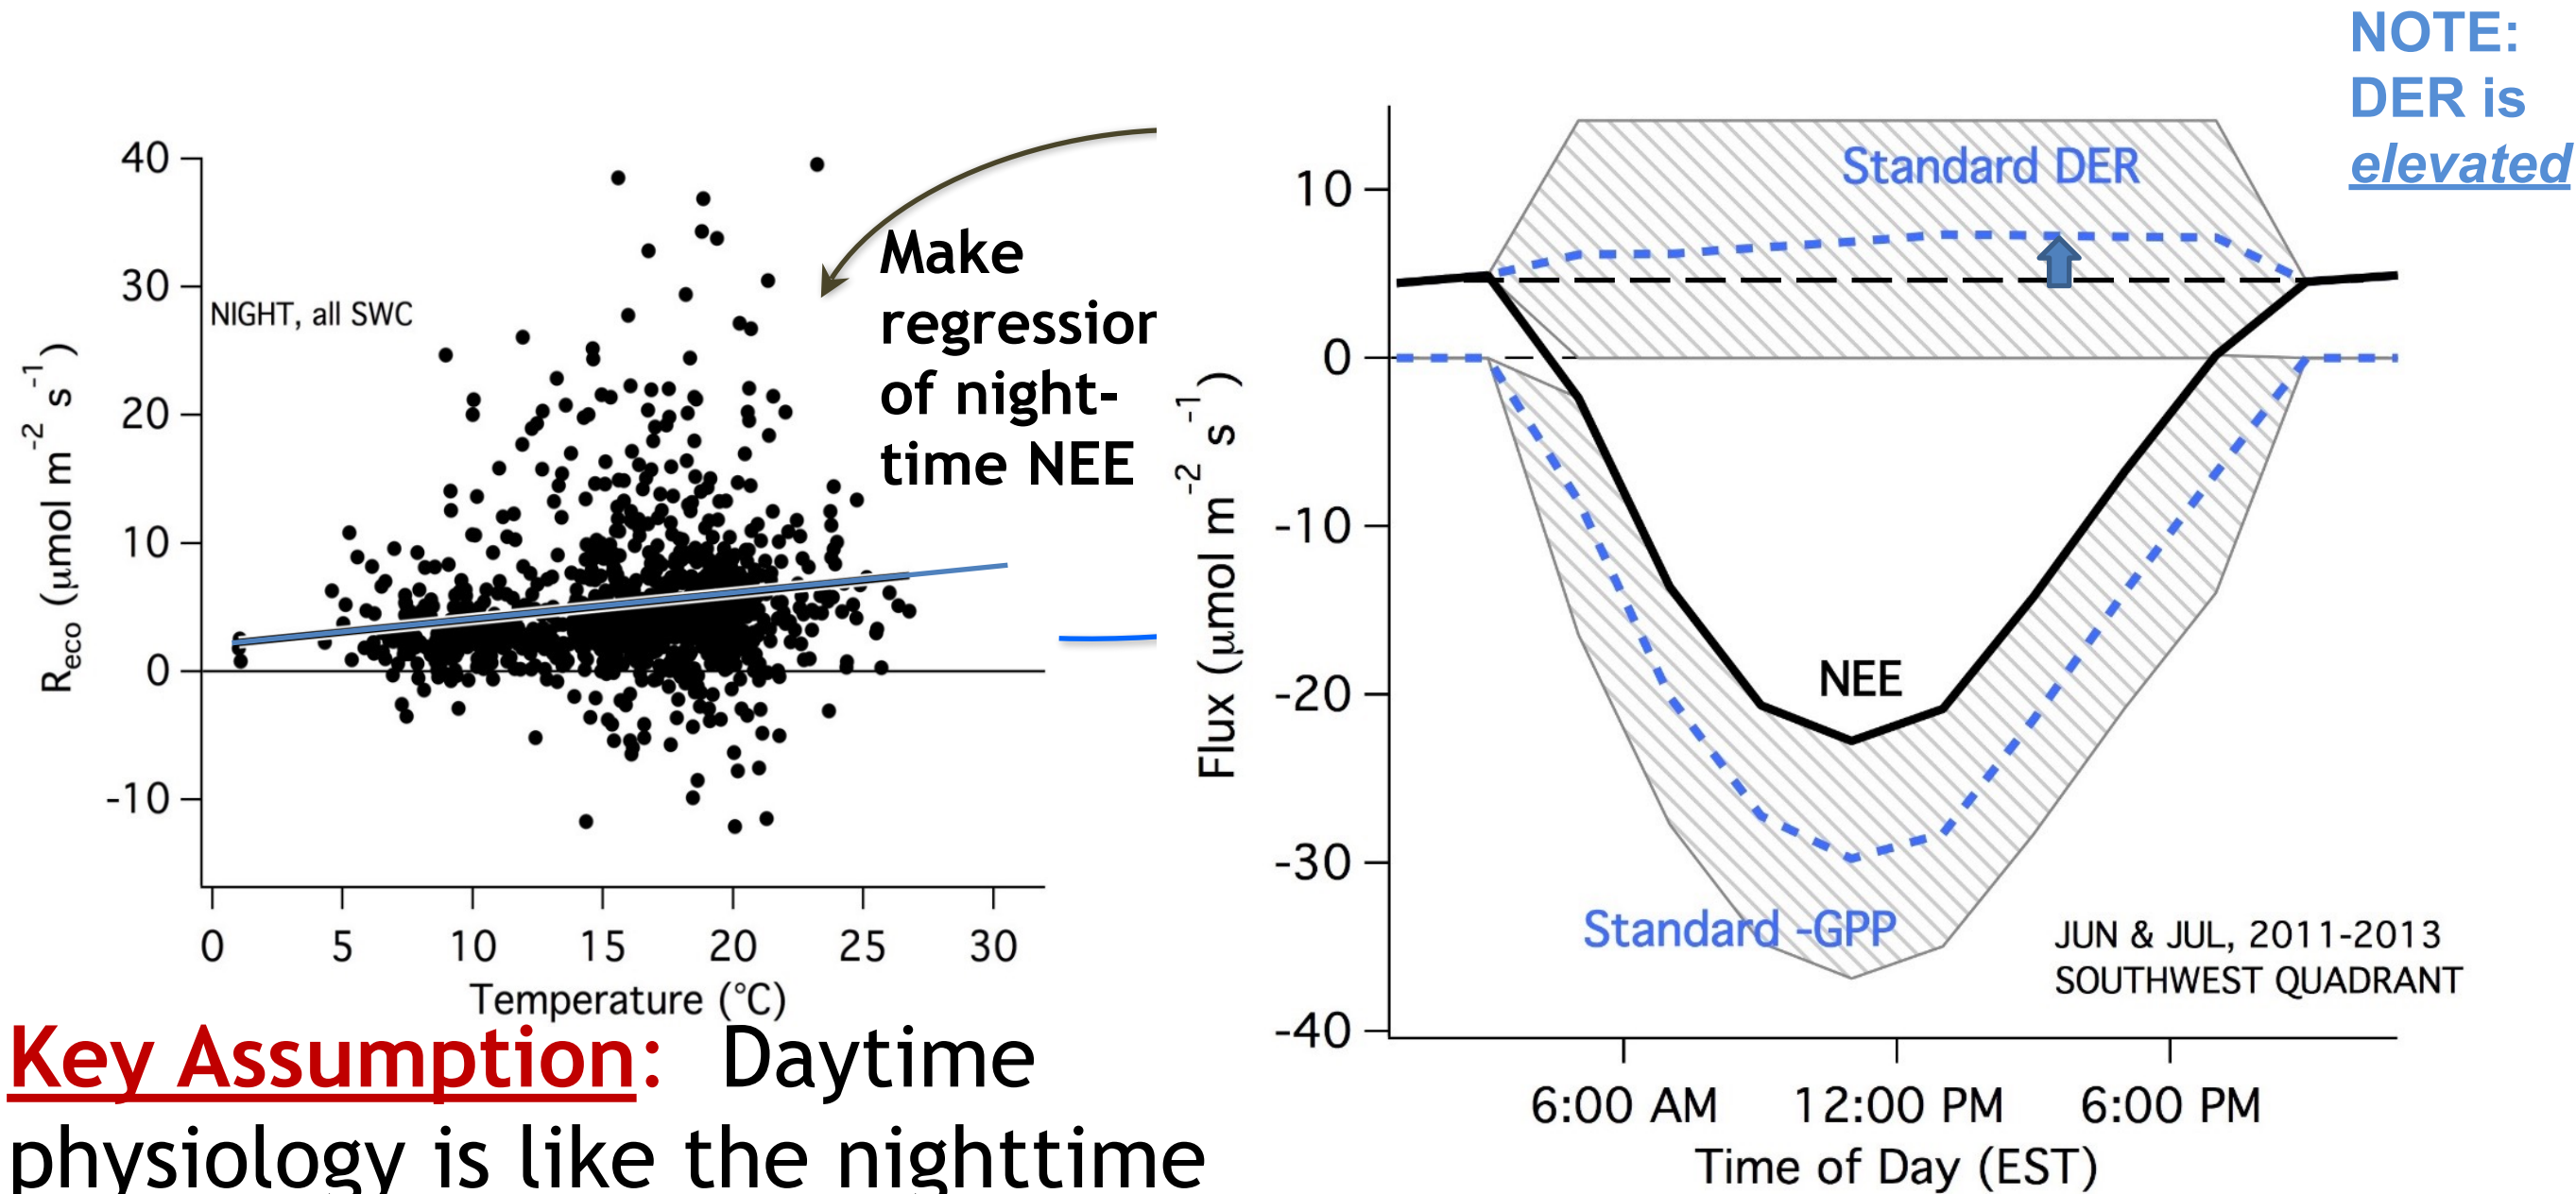 40
30
20
10
0
-10
NIGHT, all SWC
R_eco (μmol m⁻² s⁻¹)
0 5 10 15 20 25 30
Temperature (°C)
Make
regression
of night-
time NEE
Key Assumption: Daytime
physiology is like the nighttime
NOTE:
DER is
elevated
10
0
-10
-20
-30
-40
Flux (μmol m⁻² s⁻¹)
Standard DER
NEE
Standard -GPP
JUN & JUL, 2011-2013
SOUTHWEST QUADRANT
6:00 AM 12:00 PM 6:00 PM
Time of Day (EST)